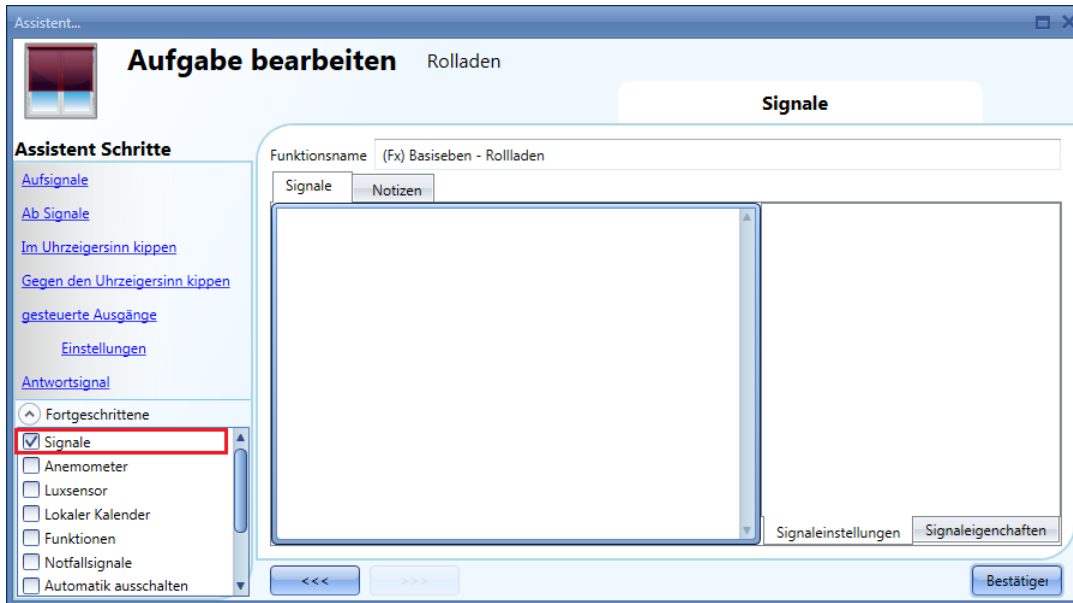 Assistent...
Aufgabe bearbeiten Rolladen
Signale
Assistent Schritte
Aufsignale
Ab Signale
Im Uhrzeigersinn kippen
Gegen den Uhrzeigersinn kippen
gesteuerte Ausgänge
Einstellungen
Antwortsignal
Fortgeschrittene
Signale
Anemometer
Luxsensor
Lokaler Kalender
Funktionen
Notfallsignale
Automatik ausschalten
Funktionsname (Fx) Basiseben - Rollladen
Signale Notizen
Signaleinstellungen Signaleigenchaften
<<< >>> Bestätiger